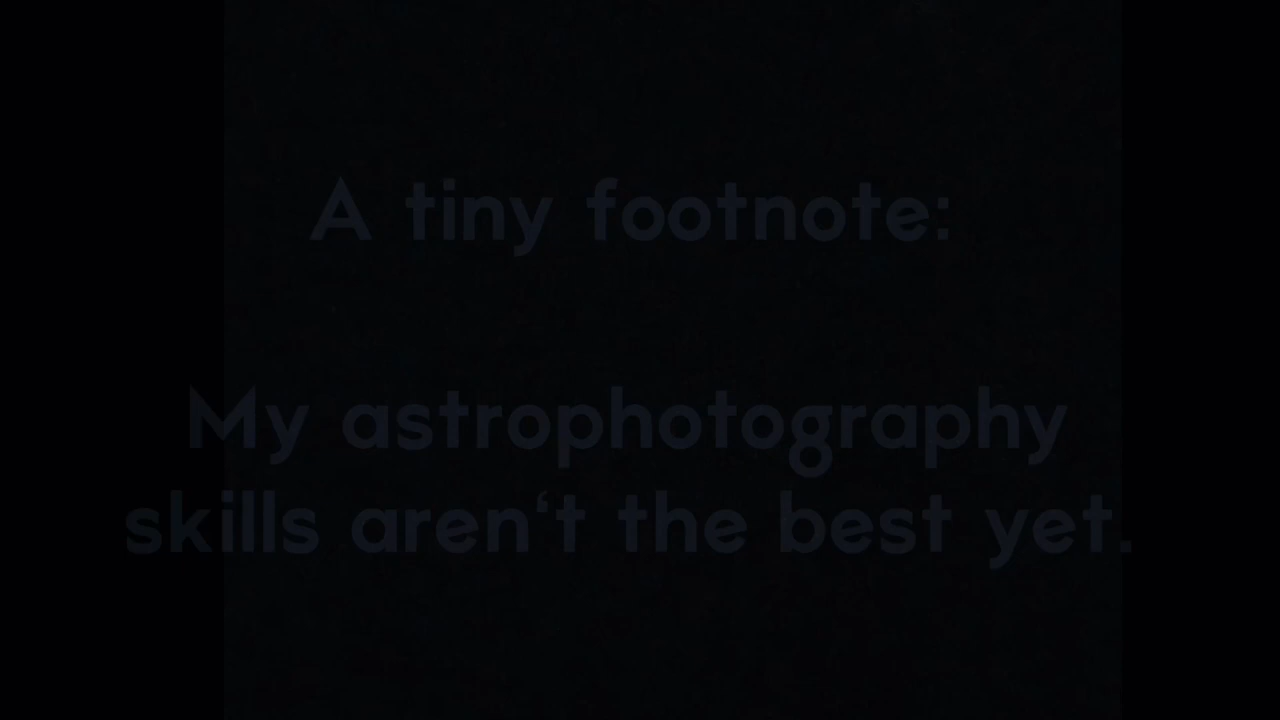 A tiny footnote:
My astrophotography
skills aren‘t the best yet.